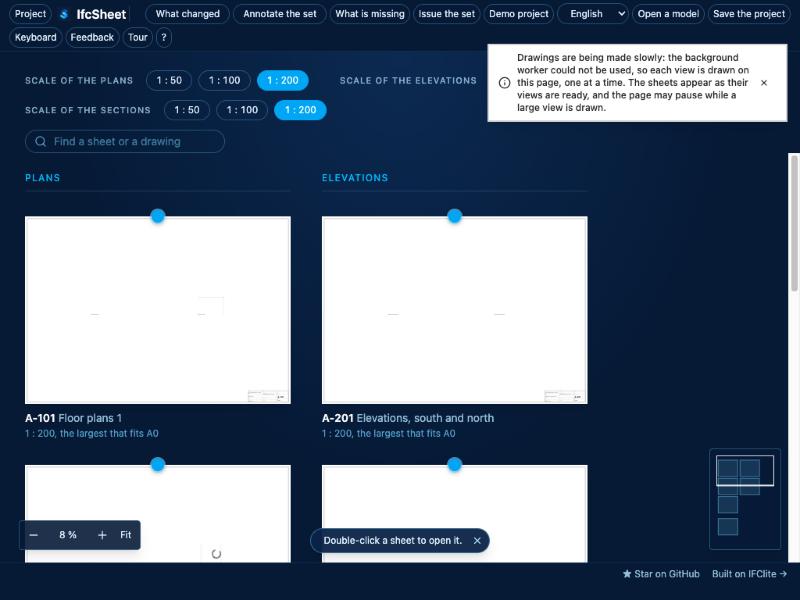 Project
IfcSheet
What changed
Annotate the set
What is missing
Issue the set
Demo project
English
Open a model
Save the project
Keyboard
Feedback
Tour
?
Drawings are being made slowly: the background
worker could not be used, so each view is drawn on
this page, one at a time. The sheets appear as their
views are ready, and the page may pause while a
large view is drawn.
SCALE OF THE PLANS
1 : 50
1 : 100
1 : 200
SCALE OF THE ELEVATIONS
SCALE OF THE SECTIONS
1 : 50
1 : 100
1 : 200
Find a sheet or a drawing
PLANS
ELEVATIONS
A-101 Floor plans 1
1 : 200, the largest that fits A0
A-201 Elevations, south and north
1 : 200, the largest that fits A0
8 %
Fit
Double-click a sheet to open it.
Star on GitHub
Built on IFClite →